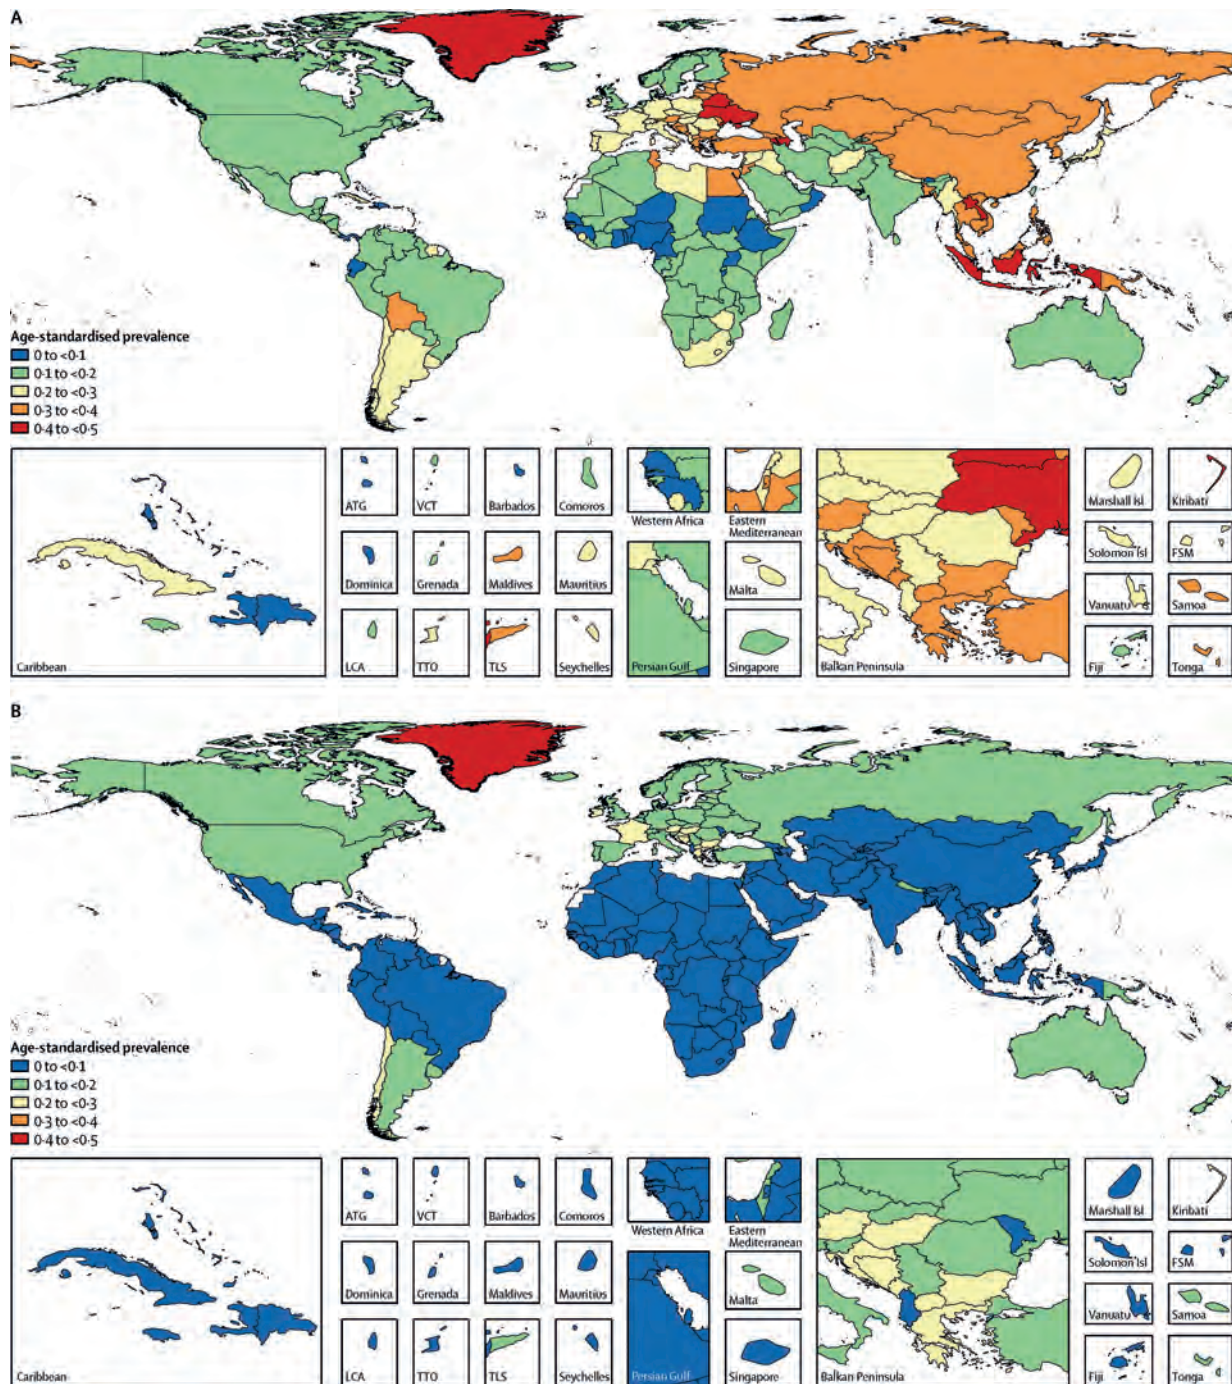 A
Age-standardised prevalence
0 to <0·1
0·1 to <0·2
0·2 to <0·3
0·3 to <0·4
0·4 to <0·5
Caribbean
ATG
VCT
Barbados
Comoros
Dominica
Grenada
Maldives
Mauritius
LCA
TTO
TLS
Seychelles
Western Africa
Eastern
Mediterranean
Persian Gulf
Malta
Singapore
Balkan Peninsula
Marshall Isl
Kiribati
Solomon Isl
FSM
Vanuatu
Samoa
Fiji
Tonga
B
Age-standardised prevalence
0 to <0·1
0·1 to <0·2
0·2 to <0·3
0·3 to <0·4
0·4 to <0·5
Caribbean
ATG
VCT
Barbados
Comoros
Dominica
Grenada
Maldives
Mauritius
LCA
TTO
TLS
Seychelles
Western Africa
Eastern
Mediterranean
Persian Gulf
Malta
Singapore
Balkan Peninsula
Marshall Isl
Kiribati
Solomon Isl
FSM
Vanuatu
Samoa
Fiji
Tonga